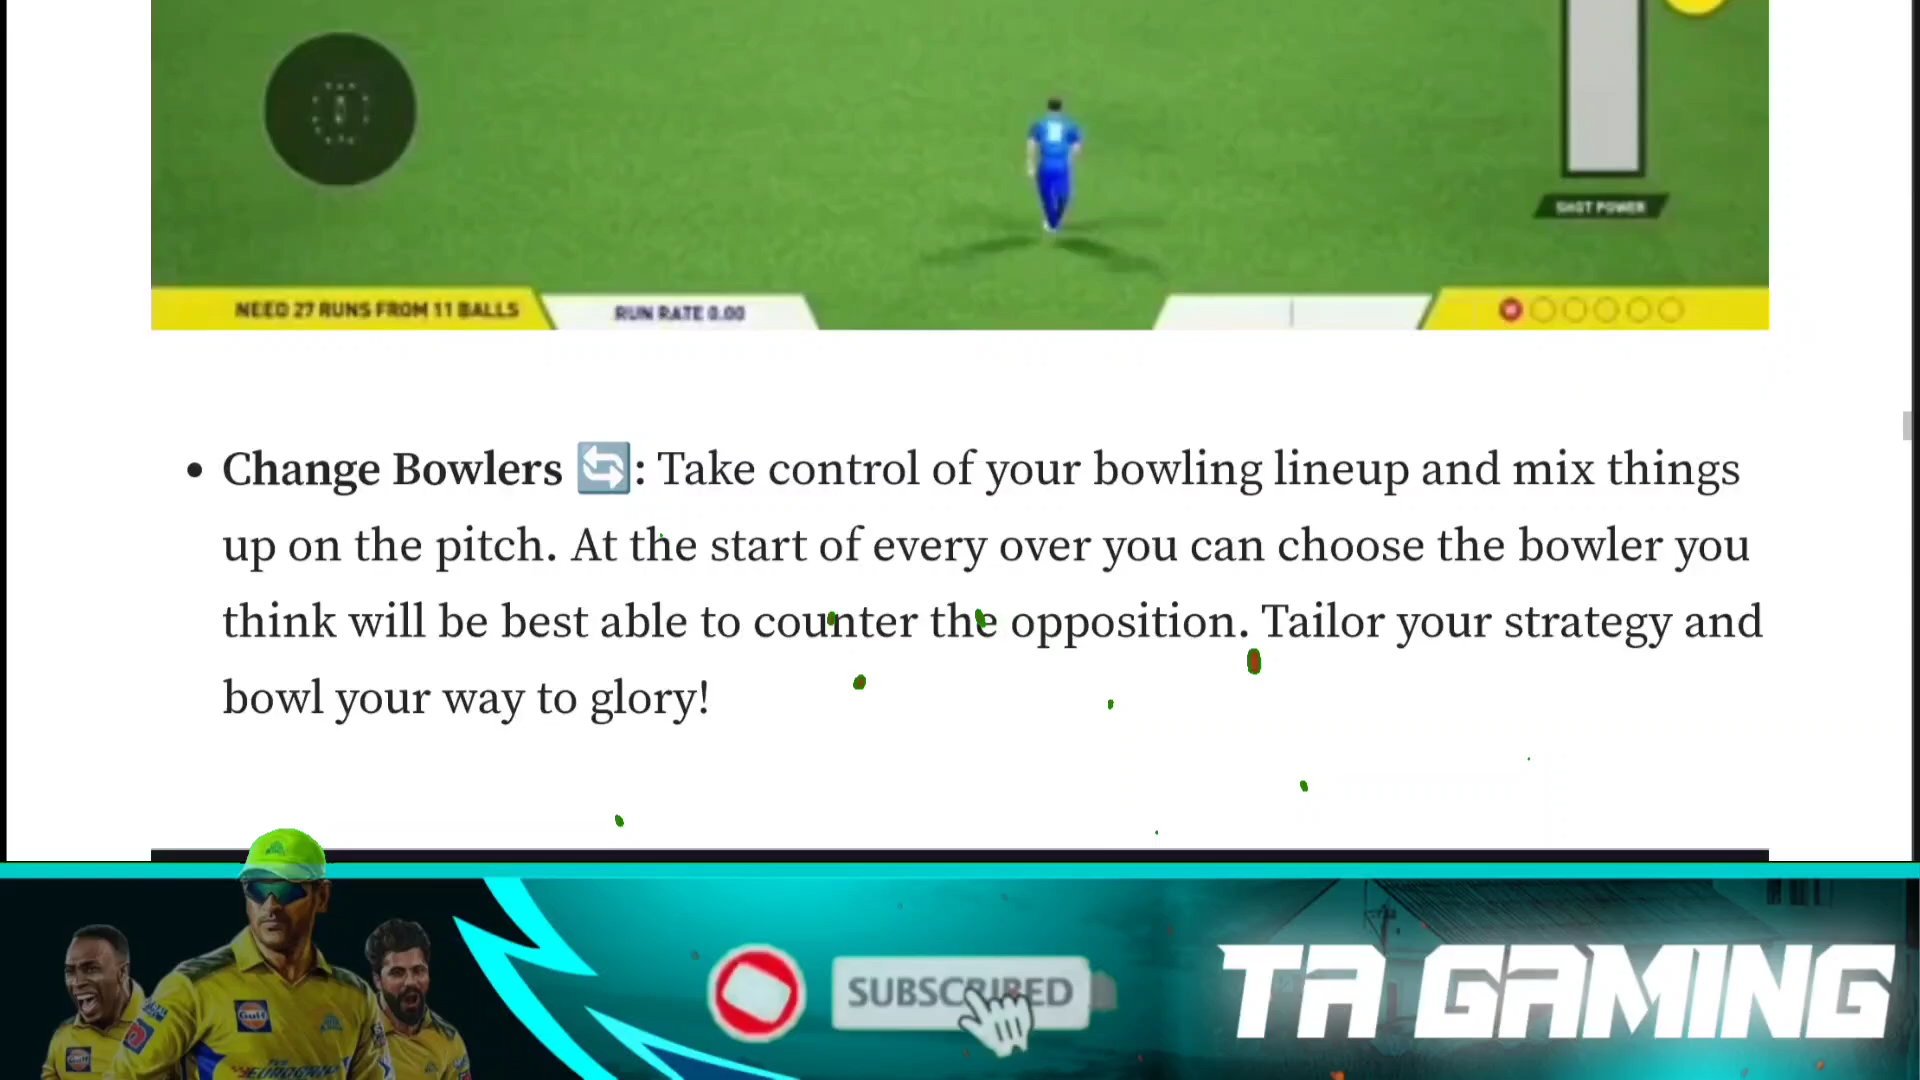 SHOT POWER
NEED 27 RUNS FROM 11 BALLS
RUN RATE 0.00
• Change Bowlers 🔄: Take control of your bowling lineup and mix things
up on the pitch. At the start of every over you can choose the bowler you
think will be best able to counter the opposition. Tailor your strategy and
bowl your way to glory!
SUBSCRIBED
TA GAMING
Gulf